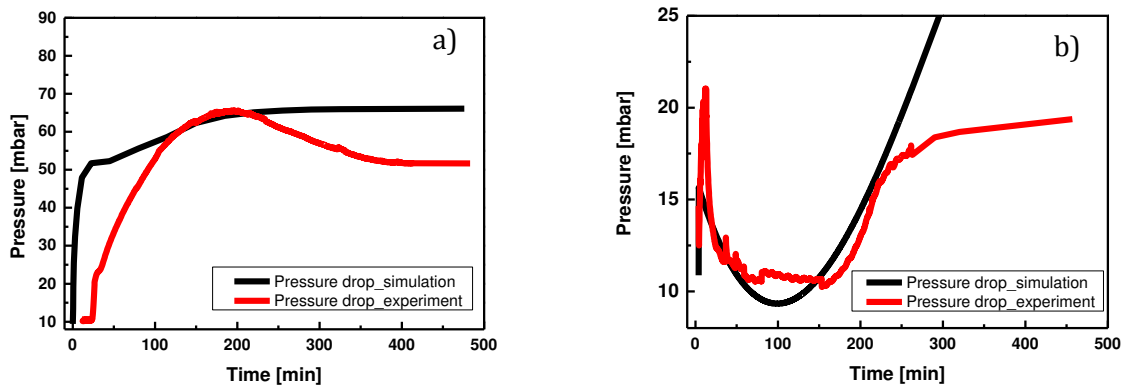 a)
90
80
70
60
50
40
30
20
10
Pressure [mbar]
0 100 200 300 400 500
Time [min]
Pressure drop_simulation
Pressure drop_experiment
b)
25
20
15
10
Pressure [mbar]
0 100 200 300 400 500
Time [min]
Pressure drop_simulation
Pressure drop_experiment